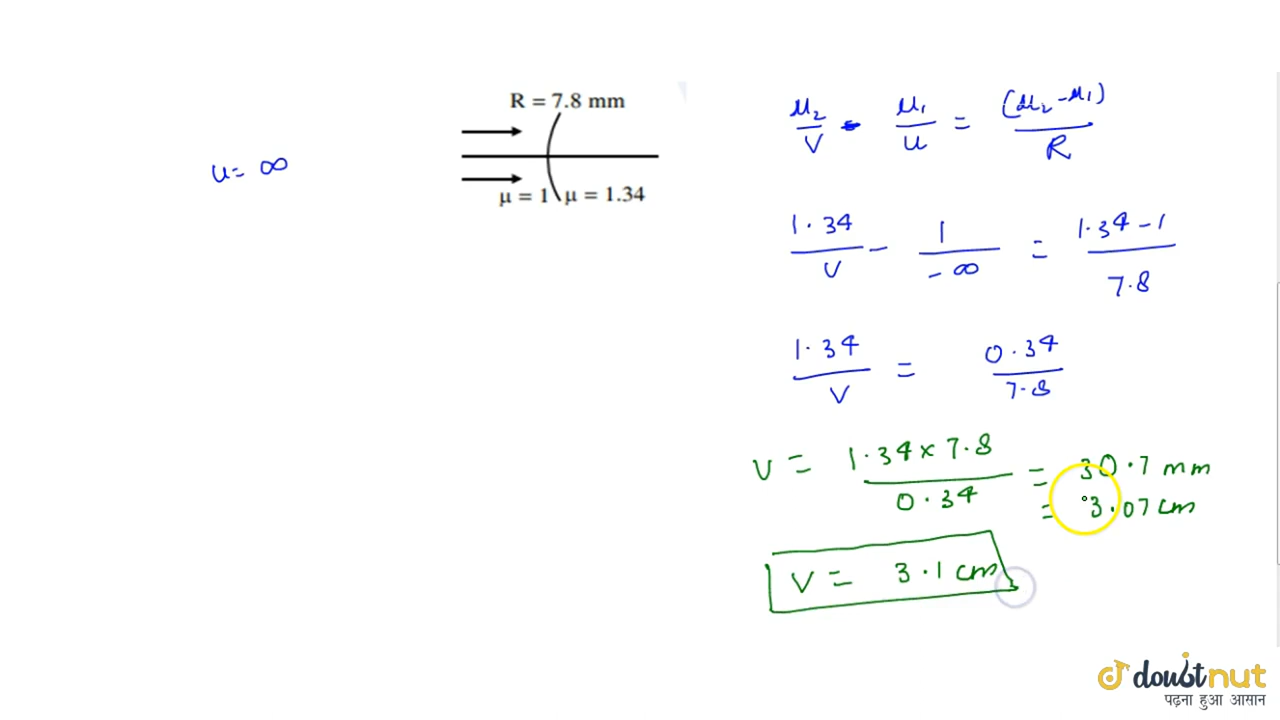 R = 7.8 mm
μ = 1 μ = 1.34
u = ∞
μ₂/v - μ₁/u = (μ₂ - μ₁)/R
1.34/v - 1/-∞ = 1.34 - 1/7.8
1.34/v = 0.34/7.8
v = 1.34 × 7.8/0.34 = 30.7 mm
= 3.07 cm
v = 3.1 cm
doubtnut
पढ़ना हुआ आसान